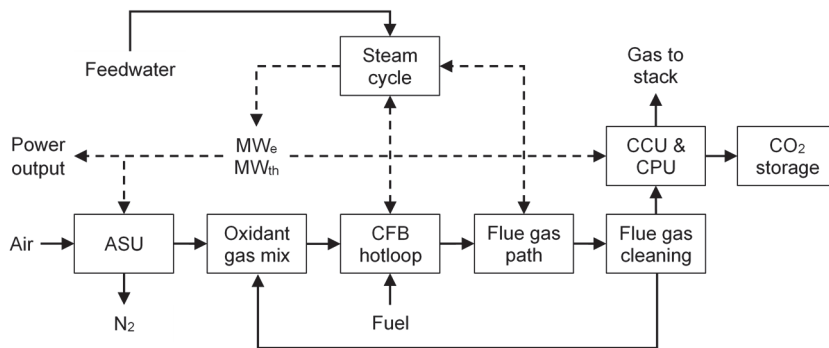 Feedwater
Steam
cycle
Gas to
stack
Power
output
MWₑ
MWₜₕ
CCU &
CPU
CO₂
storage
Air
ASU
Oxidant
gas mix
CFB
hotloop
Flue gas
path
Flue gas
cleaning
N₂
Fuel